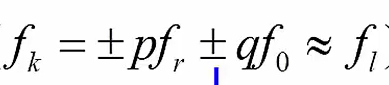 f_k = ±pf_r ±qf_0 ≈ f_l